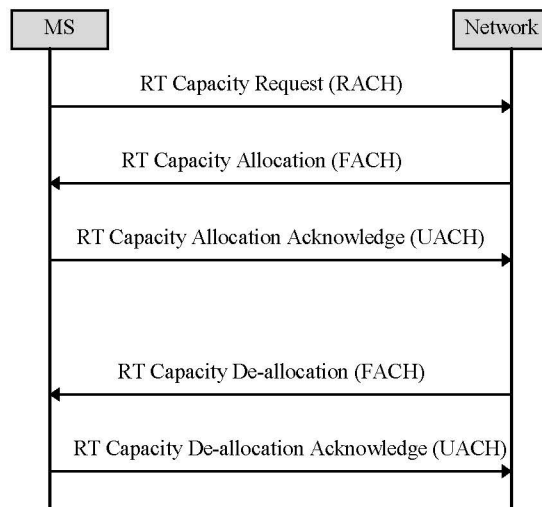 MS
Network
RT Capacity Request (RACH)
RT Capacity Allocation (FACH)
RT Capacity Allocation Acknowledge (UACH)
RT Capacity De-allocation (FACH)
RT Capacity De-allocation Acknowledge (UACH)